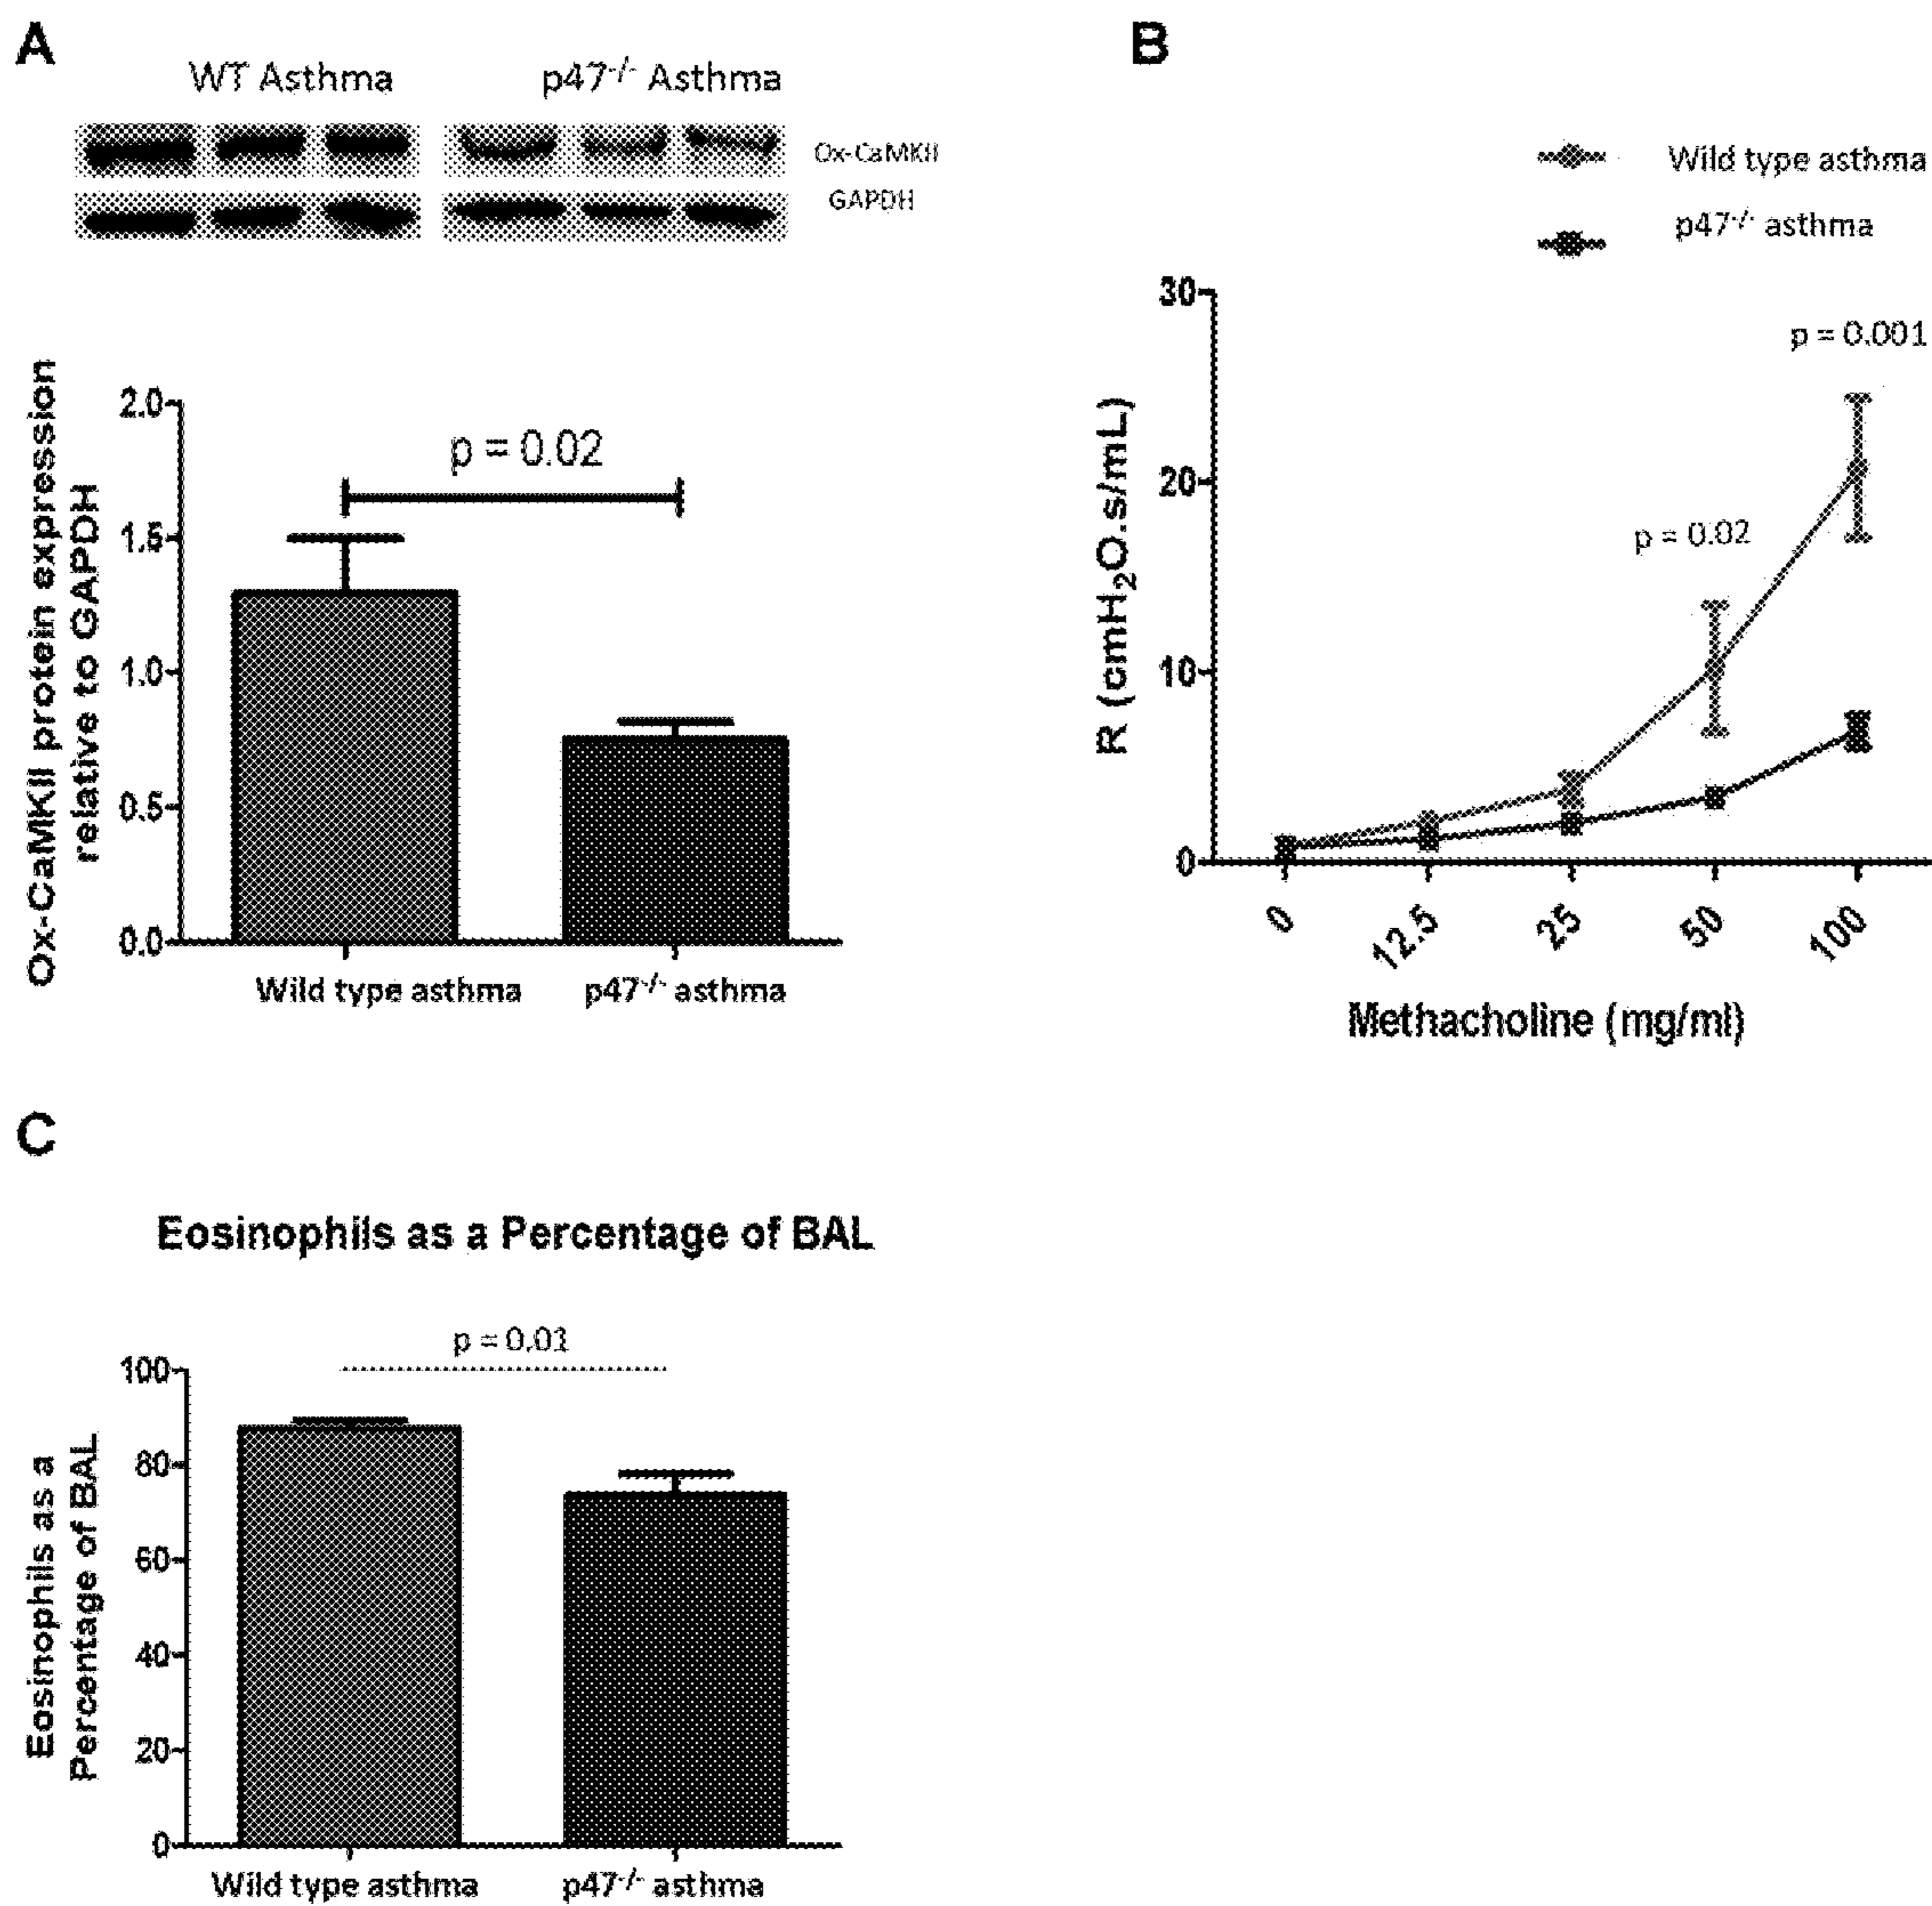 A
WT Asthma
p47-/- Asthma
Ox-CaMKII
GAPDH
Ox-CaMKII protein expression
relative to GAPDH
2.0
1.5
1.0
0.5
0.0
p = 0.02
Wild type asthma
p47-/- asthma
B
Wild type asthma
p47-/- asthma
R (cmH2O.s/mL)
30
20
10
0
p = 0.02
p = 0.001
0
12.5
25
50
100
Methacholine (mg/ml)
C
Eosinophils as a Percentage of BAL
p = 0.01
Eosinophils as a
Percentage of BAL
100
80
60
40
20
0
Wild type asthma
p47-/- asthma